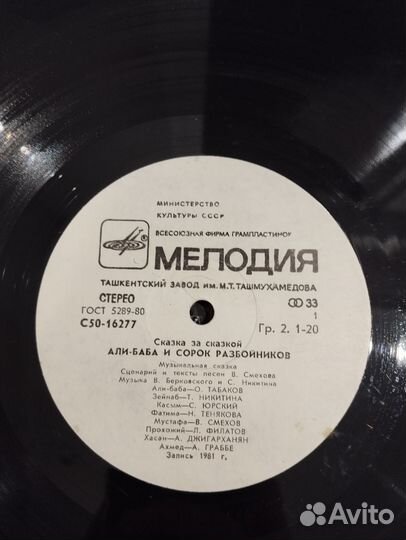 МИНИСТЕРСТВО
КУЛЬТУРЫ СССР
ВСЕСОЮЗНАЯ ФИРМА ГРАМПЛАСТИНОК
МЕЛОДИЯ
ТАШКЕНТСКИЙ ЗАВОД ИМ. М.Т. ТАШМУХАМЕДОВА
СТЕРЕО
33
ГОСТ 5289-80
1
С50-16277
Гр. 2. 1-20
Сказка за сказкой
АЛИ-БАБА И СОРОК РАЗБОЙНИКОВ
Музыкальная сказка
Сценарий и тексты песен В. Смехова
Музыка В. Берковского и С. Никитина
Али-баба—О. ТАБАКОВ
Зейнаб—Т. НИКИТИНА
Касым—С. ЮРСКИЙ
Фатима—Н. ТЕНЯКОВА
Мустафа—В. СМЕХОВ
Прохожий—Л. ФИЛАТОВ
Хасан—А. ДЖИГАРХАНЯН
Ахмед—А. ГРАББЕ
Запись 1981 г.
Avito